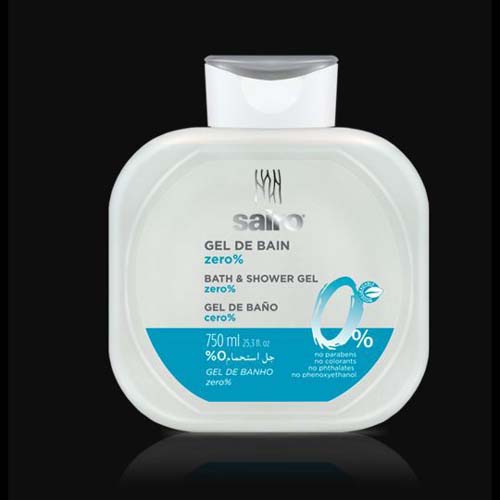 sairo®
GEL DE BAIN
zero%
BATH & SHOWER GEL
zero%
GEL DE BAÑO
cero%
750 ml 25,3 fl. oz
جل استحمام 0%
GEL DE BANHO
zero%
0%
no parabens
no colorants
no phthalates
no phenoxyethanol